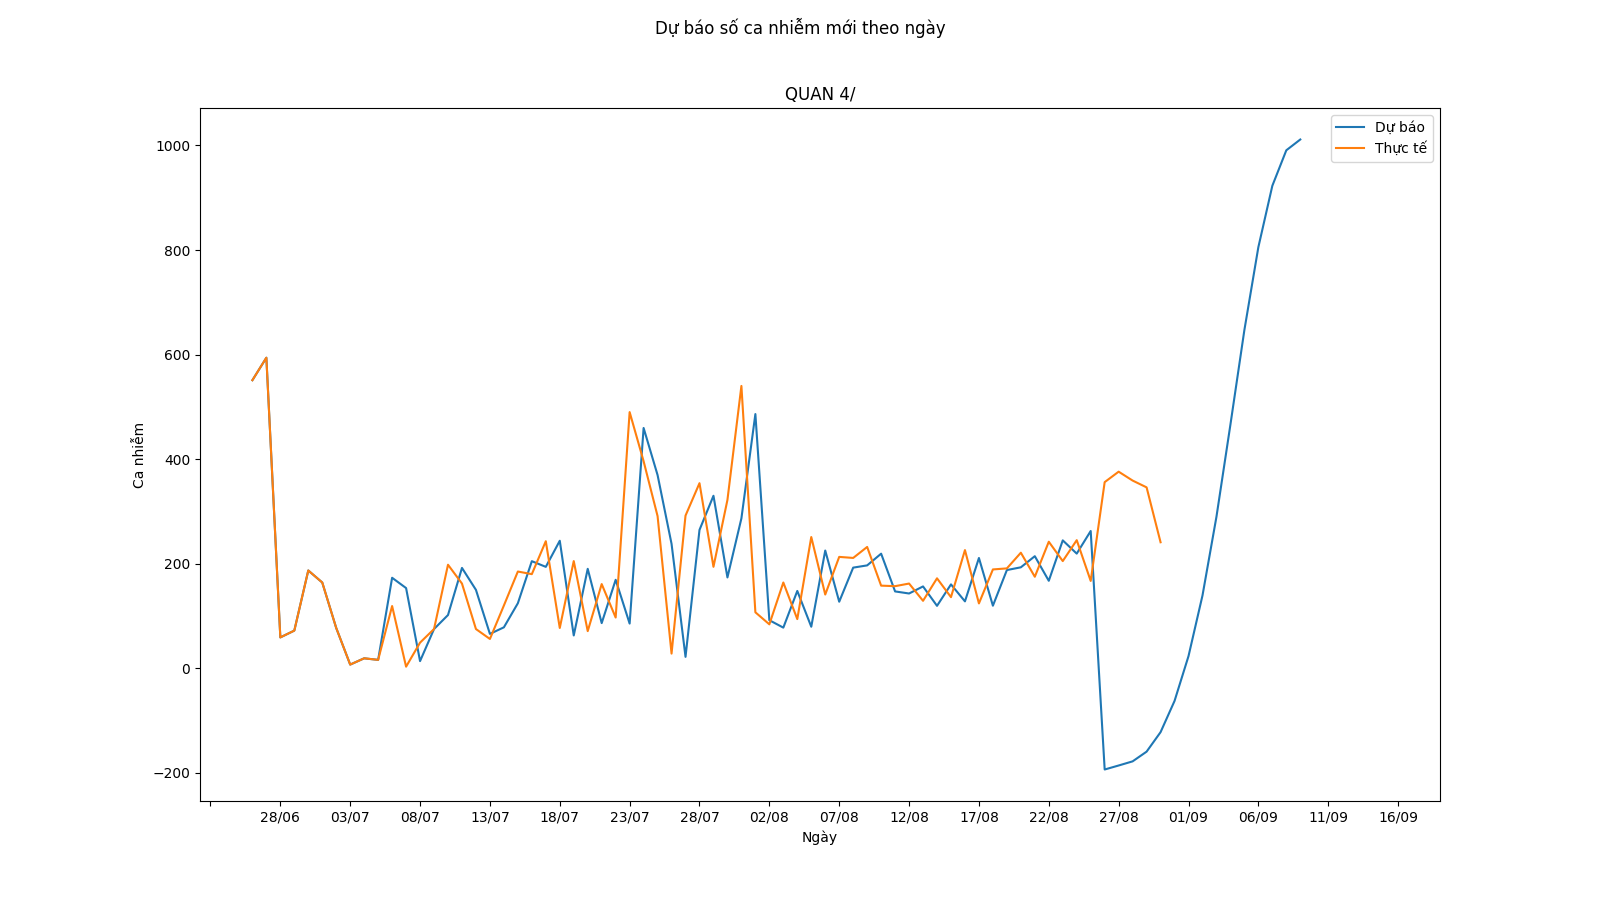 Dự báo số ca nhiễm mới theo ngày
QUAN 4/
Dự báo
Thực tế
1000
800
600
400
200
0
−200
Ca nhiễm
28/06 03/07 08/07 13/07 18/07 23/07 28/07 02/08 07/08 12/08 17/08 22/08 27/08 01/09 06/09 11/09 16/09
Ngày